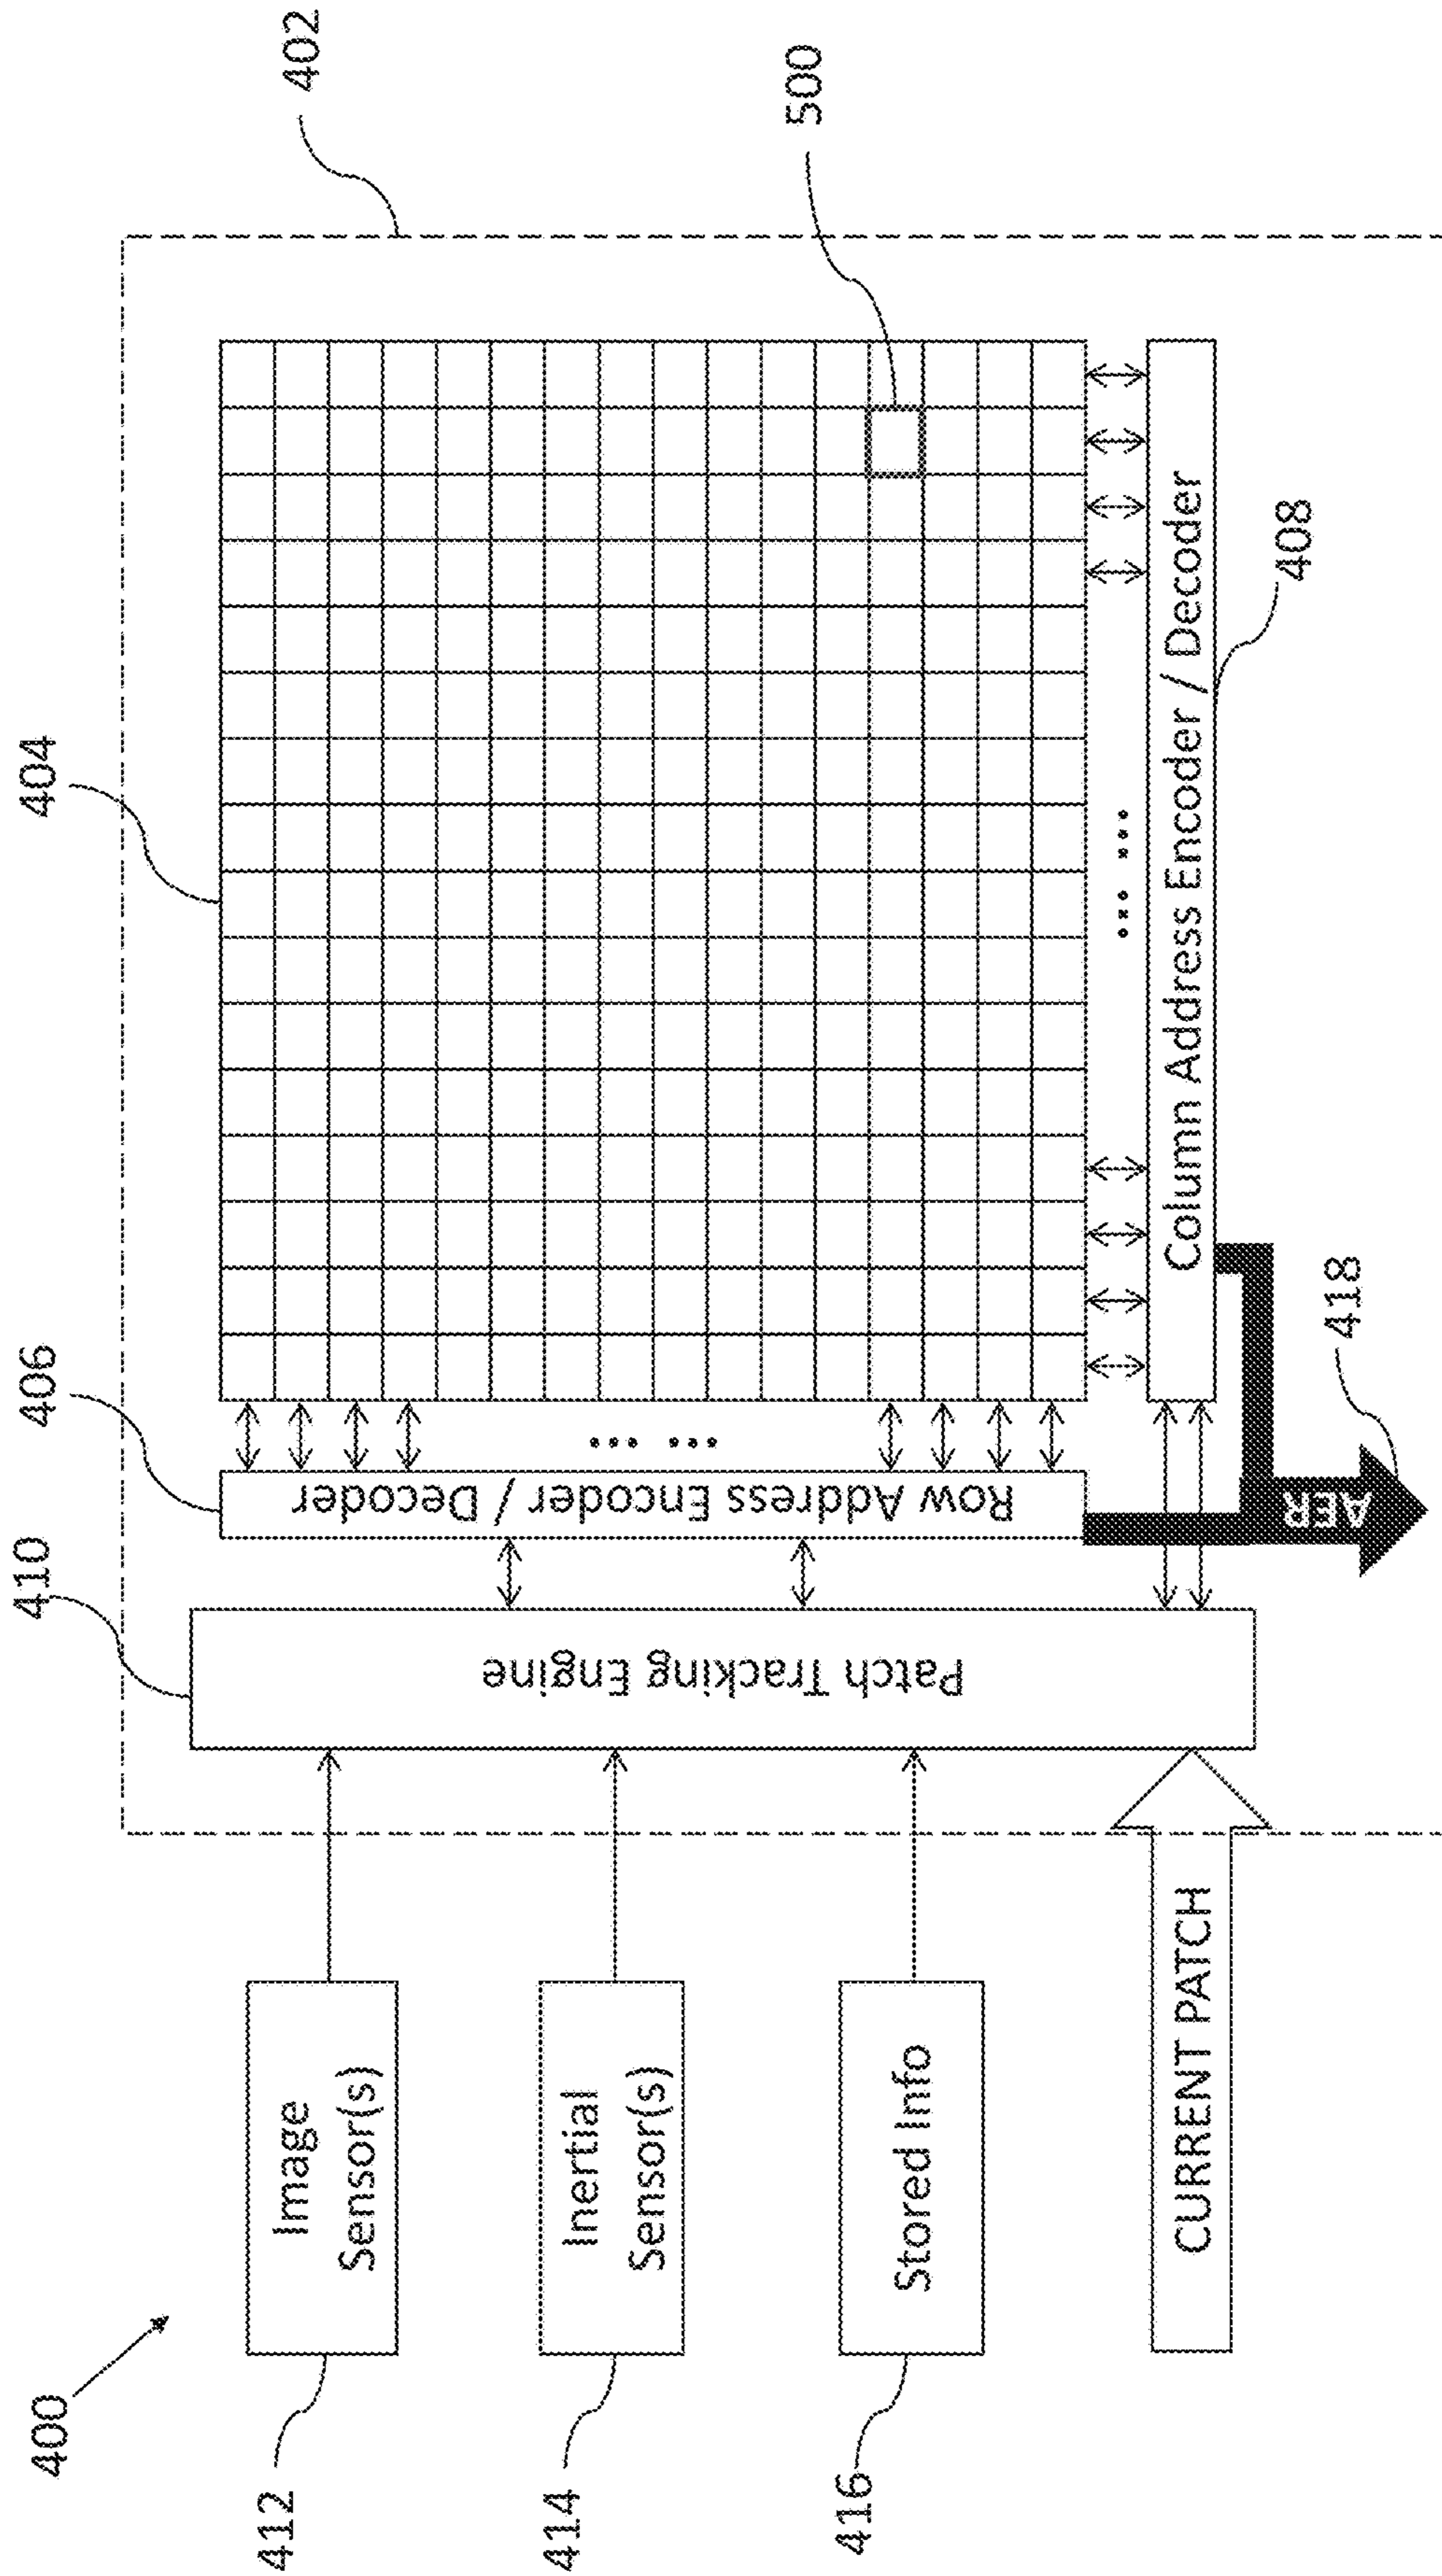 400
402
404
406
410
412
Image
Sensor(s)
414
Inertial
Sensor(s)
416
Stored Info
CURRENT PATCH
Patch Tracking Engine
Row Address Encoder / Decoder
500
Column Address Encoder / Decoder
408
AER
418